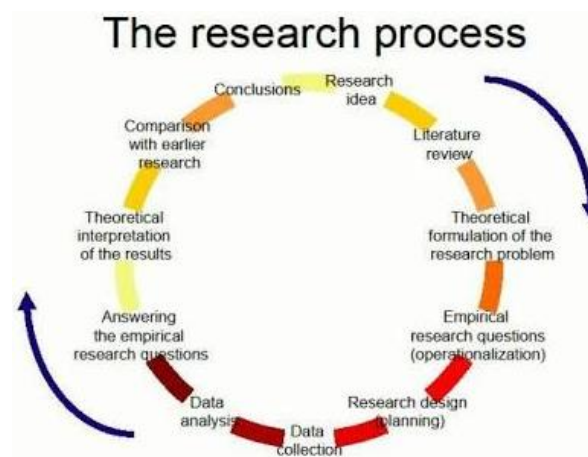 The research process
Research
idea
Literature
review
Theoretical
formulation of the
research problem
Empirical
research questions
(operationalization)
Research design
(planning)
Data
collection
Data
analysis
Answering
the empirical
research questions
Theoretical
interpretation
of the results
Comparison
with earlier
research
Conclusions